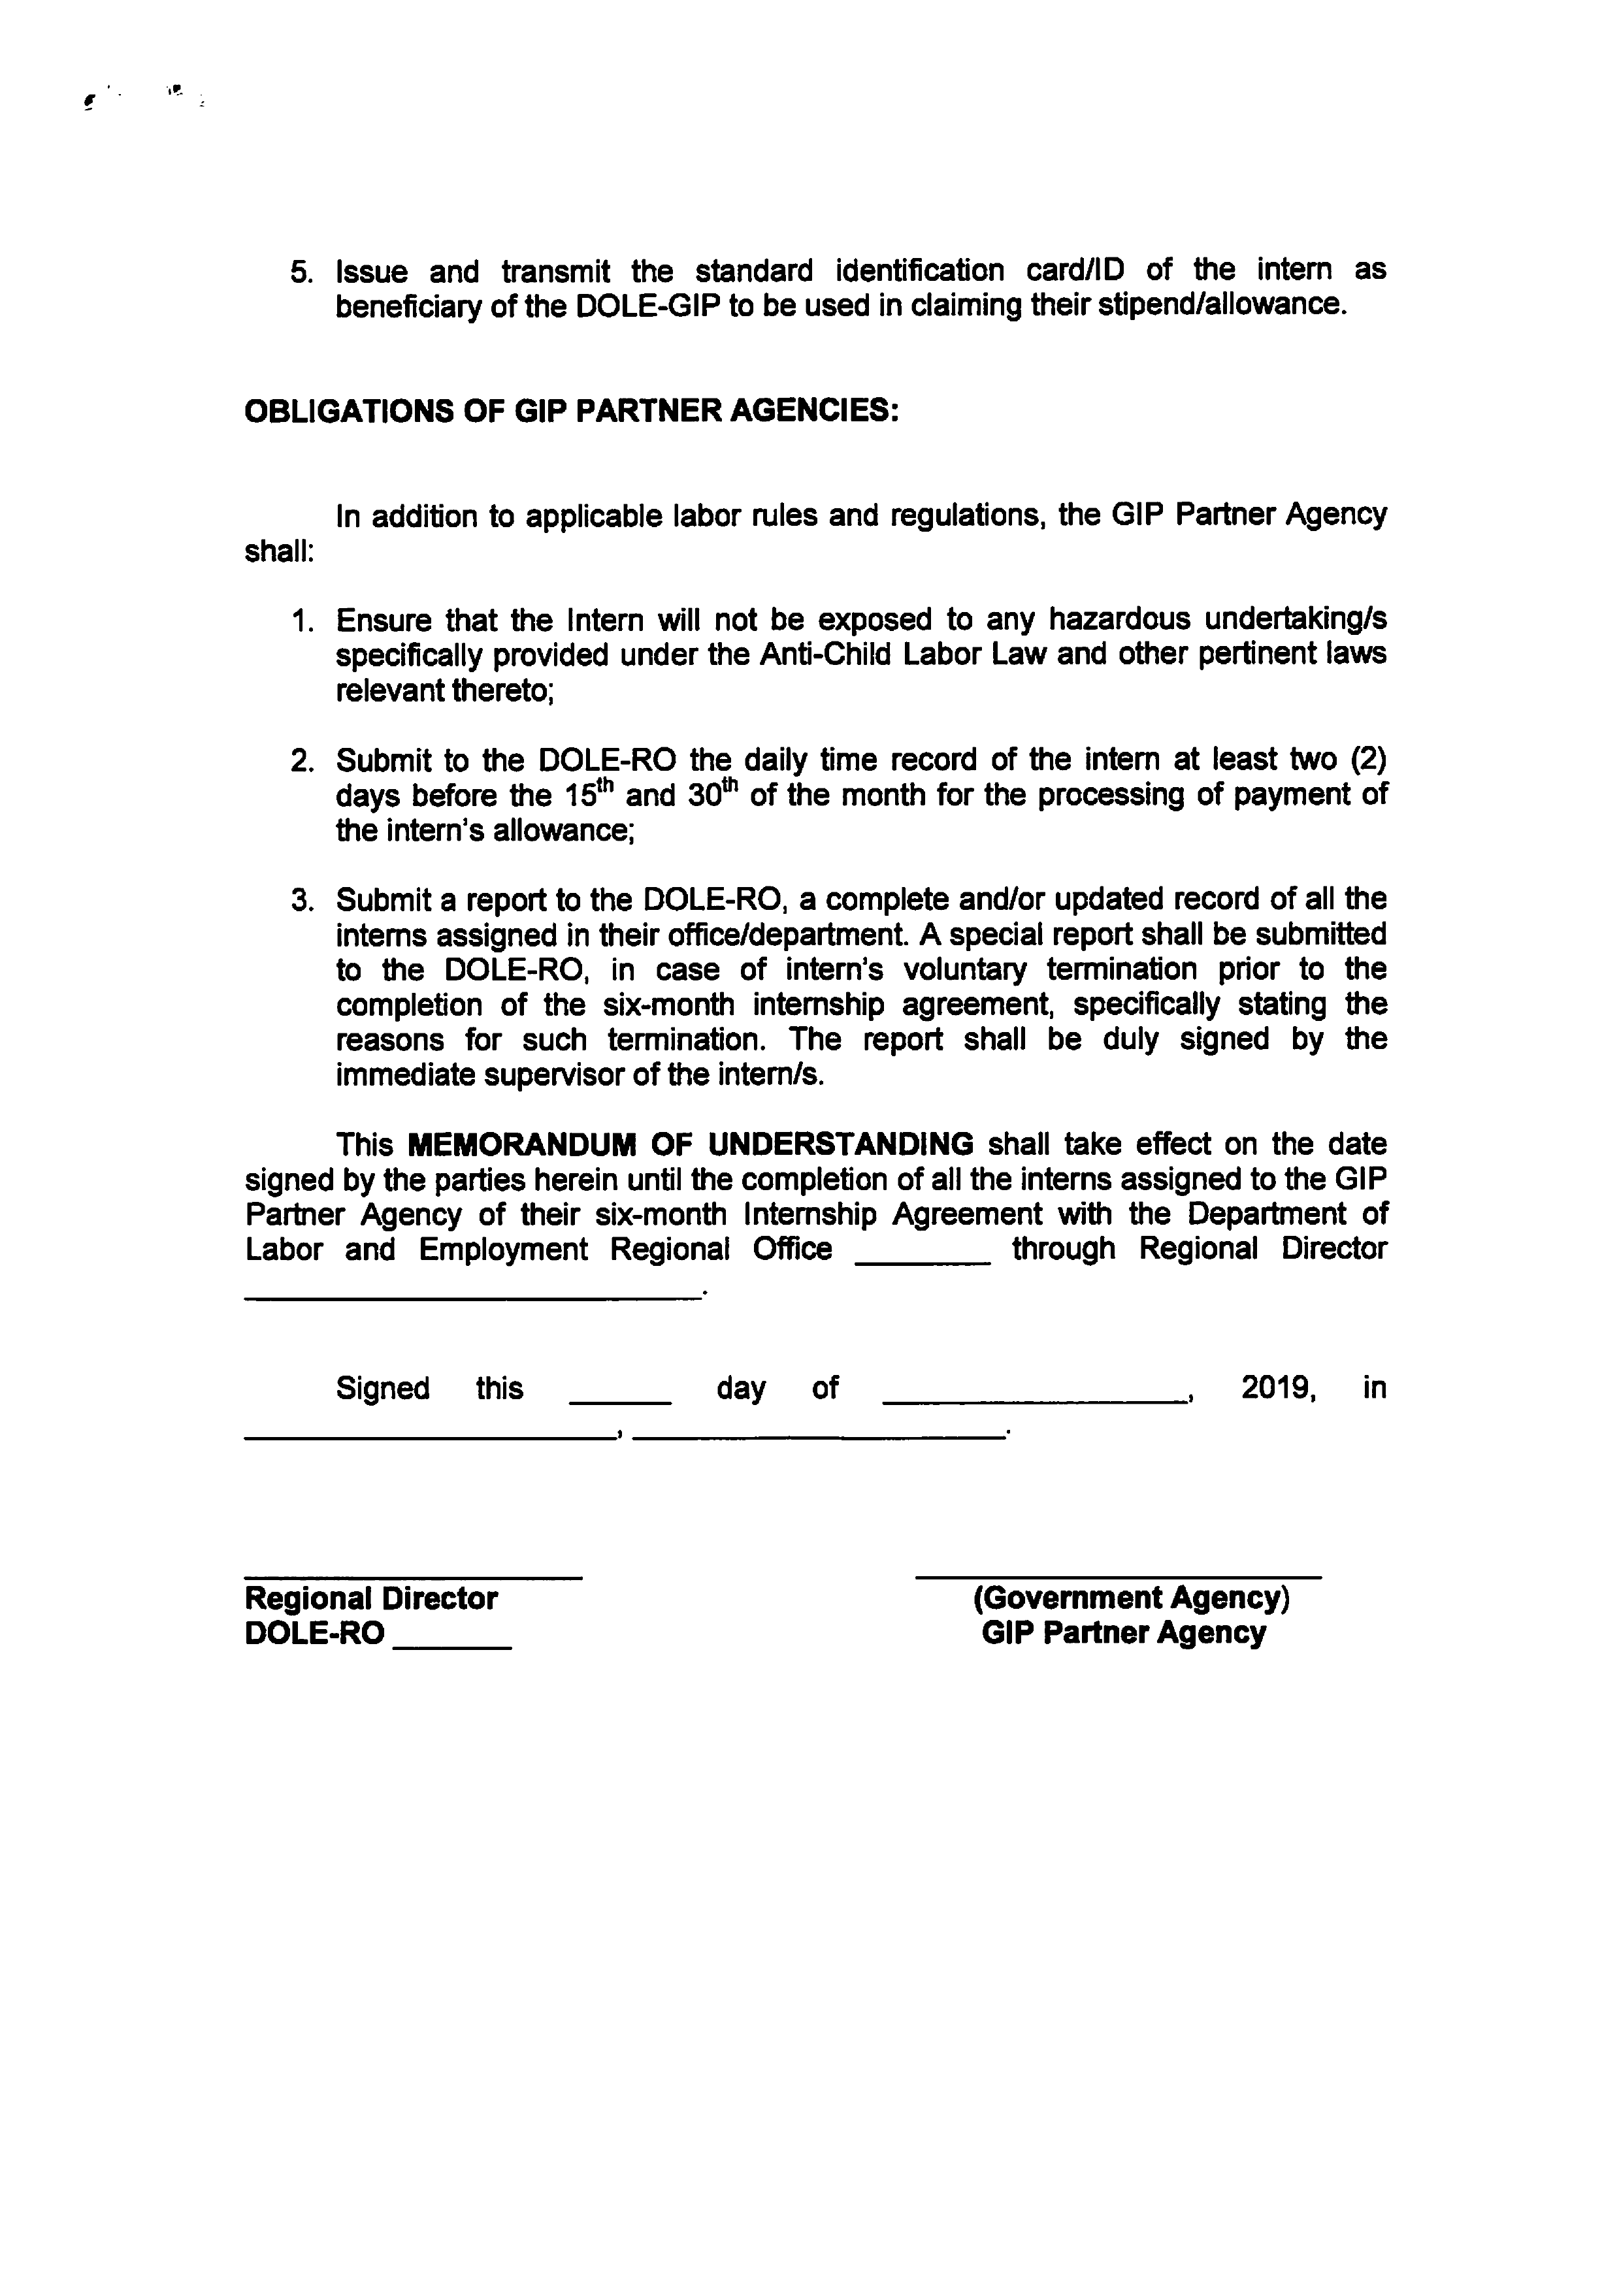 5. Issue and transmit the standard identification card/ID of the intern as
beneficiary of the DOLE-GIP to be used in claiming their stipend/allowance.
OBLIGATIONS OF GIP PARTNER AGENCIES:
In addition to applicable labor rules and regulations, the GIP Partner Agency
shall:
1. Ensure that the Intern will not be exposed to any hazardous undertaking/s
specifically provided under the Anti-Child Labor Law and other pertinent laws
relevant thereto;
2. Submit to the DOLE-RO the daily time record of the intern at least two (2)
days before the 15th and 30th of the month for the processing of payment of
the intern's allowance;
3. Submit a report to the DOLE-RO, a complete and/or updated record of all the
interns assigned in their office/department. A special report shall be submitted
to the DOLE-RO, in case of intern's voluntary termination prior to the
completion of the six-month internship agreement, specifically stating the
reasons for such termination. The report shall be duly signed by the
immediate supervisor of the intern/s.
This MEMORANDUM OF UNDERSTANDING shall take effect on the date
signed by the parties herein until the completion of all the interns assigned to the GIP
Partner Agency of their six-month Internship Agreement with the Department of
Labor and Employment Regional Office ________ through Regional Director
___________________________.
Signed this ______ day of __________________, 2019, in
______________________, ______________________.
Regional Director
DOLE-RO _______
(Government Agency)
GIP Partner Agency